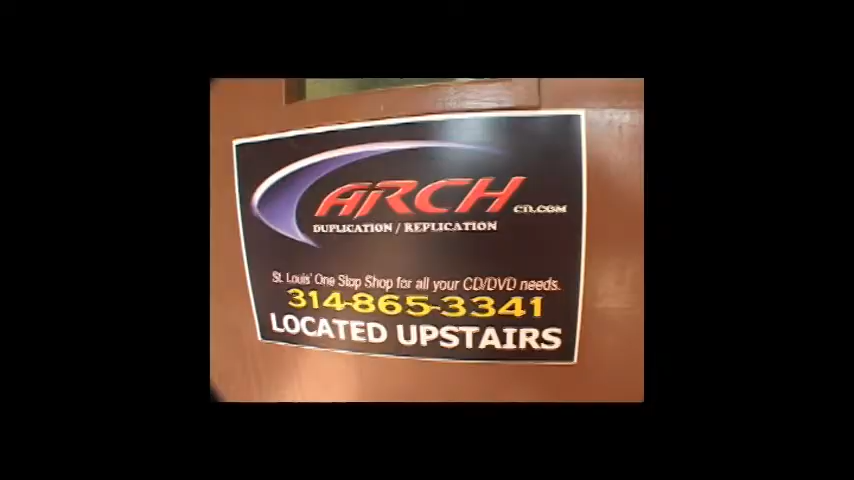 ARCH CD.COM
DUPLICATION / REPLICATION
St. Louis' One Stop Shop for all your CD/DVD needs.
314-865-3341
LOCATED UPSTAIRS